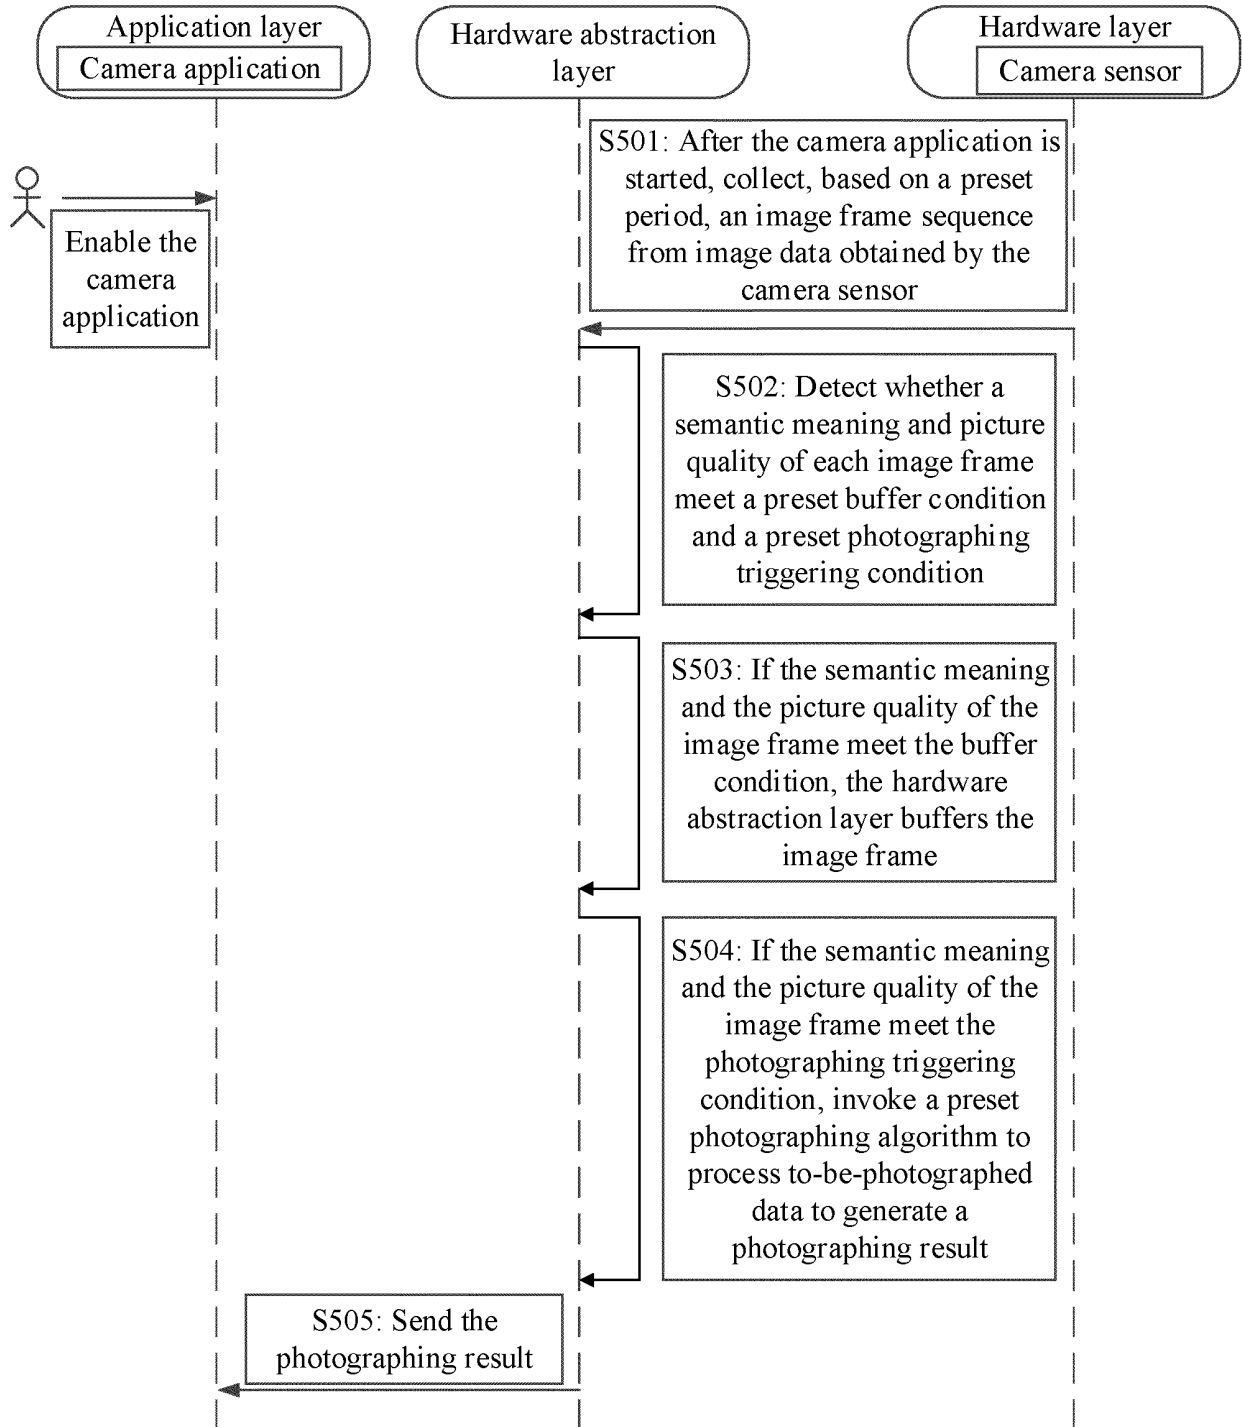 Application layer
Camera application
Hardware abstraction
layer
Hardware layer
Camera sensor
S501: After the camera application is
started, collect, based on a preset
period, an image frame sequence
from image data obtained by the
camera sensor
Enable the
camera
application
S502: Detect whether a
semantic meaning and picture
quality of each image frame
meet a preset buffer condition
and a preset photographing
triggering condition
S503: If the semantic meaning
and the picture quality of the
image frame meet the buffer
condition, the hardware
abstraction layer buffers the
image frame
S504: If the semantic meaning
and the picture quality of the
image frame meet the
photographing triggering
condition, invoke a preset
photographing algorithm to
process to-be-photographed
data to generate a
photographing result
S505: Send the
photographing result